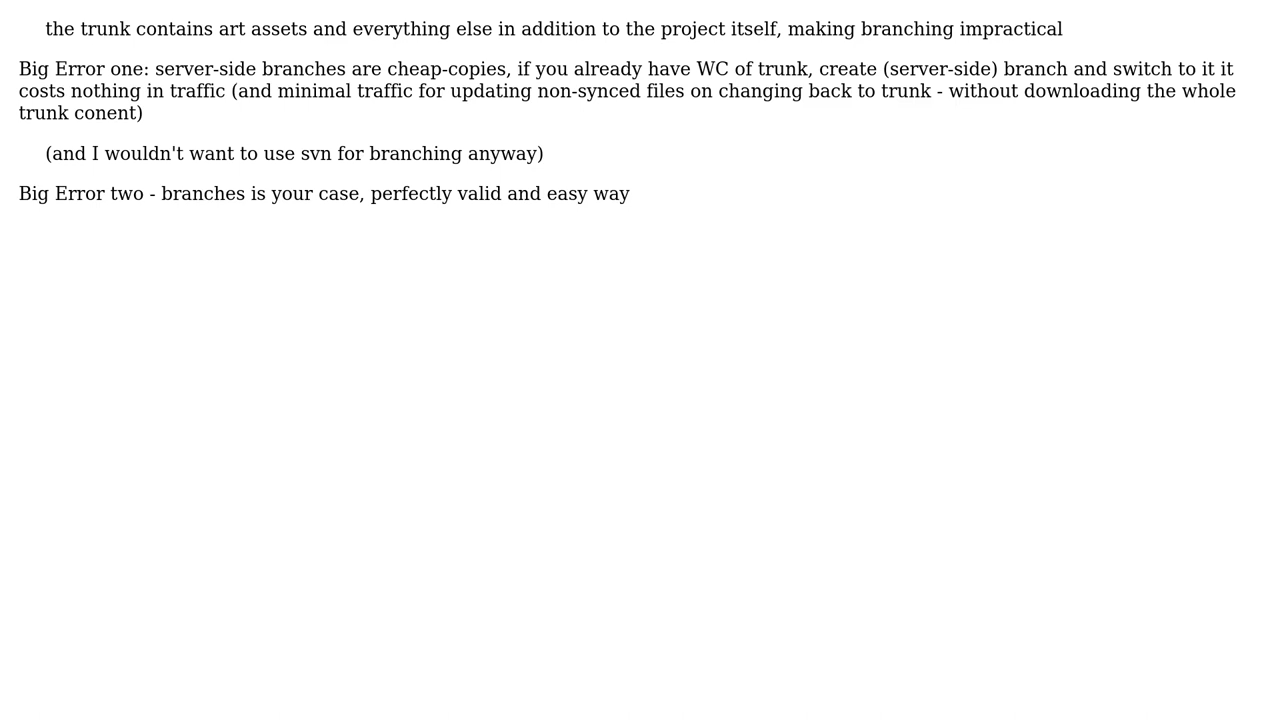 the trunk contains art assets and everything else in addition to the project itself, making branching impractical
Big Error one: server-side branches are cheap-copies, if you already have WC of trunk, create (server-side) branch and switch to it it
costs nothing in traffic (and minimal traffic for updating non-synced files on changing back to trunk - without downloading the whole
trunk conent)
(and I wouldn't want to use svn for branching anyway)
Big Error two - branches is your case, perfectly valid and easy way